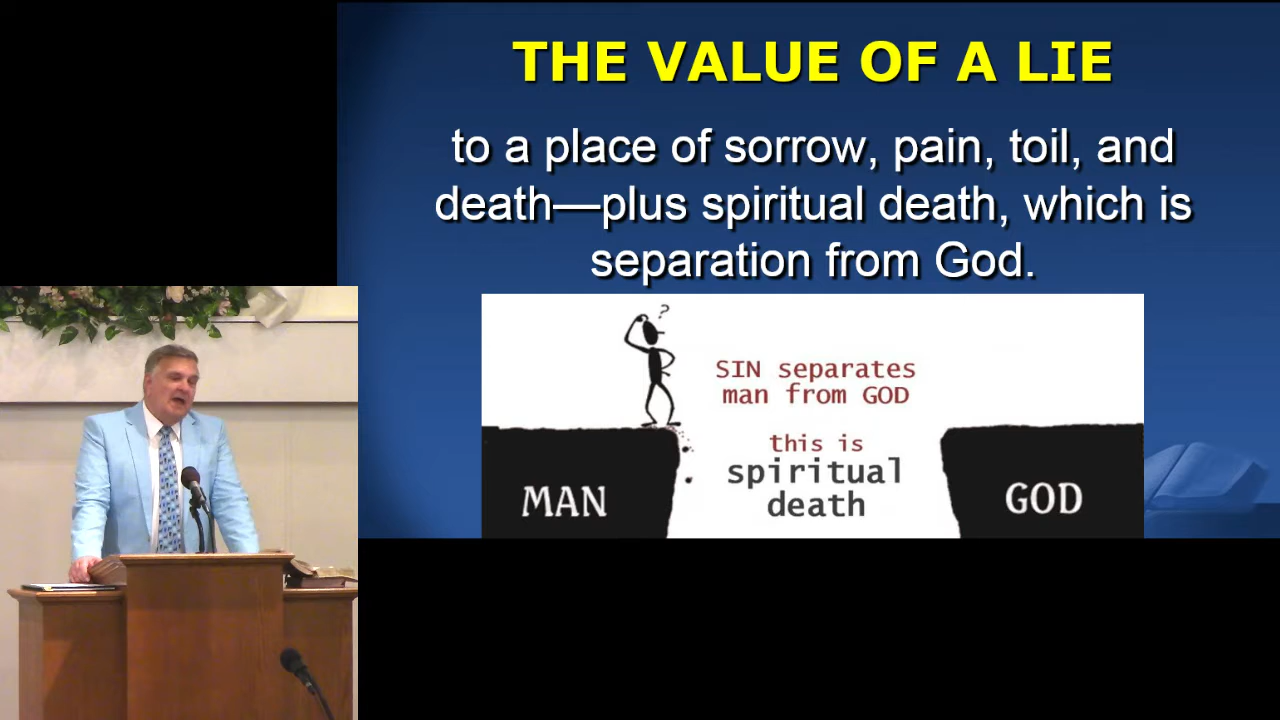 THE VALUE OF A LIE
to a place of sorrow, pain, toil, and
death—plus spiritual death, which is
separation from God.
?
SIN separates
man from GOD
this is
spiritual
death
MAN
GOD